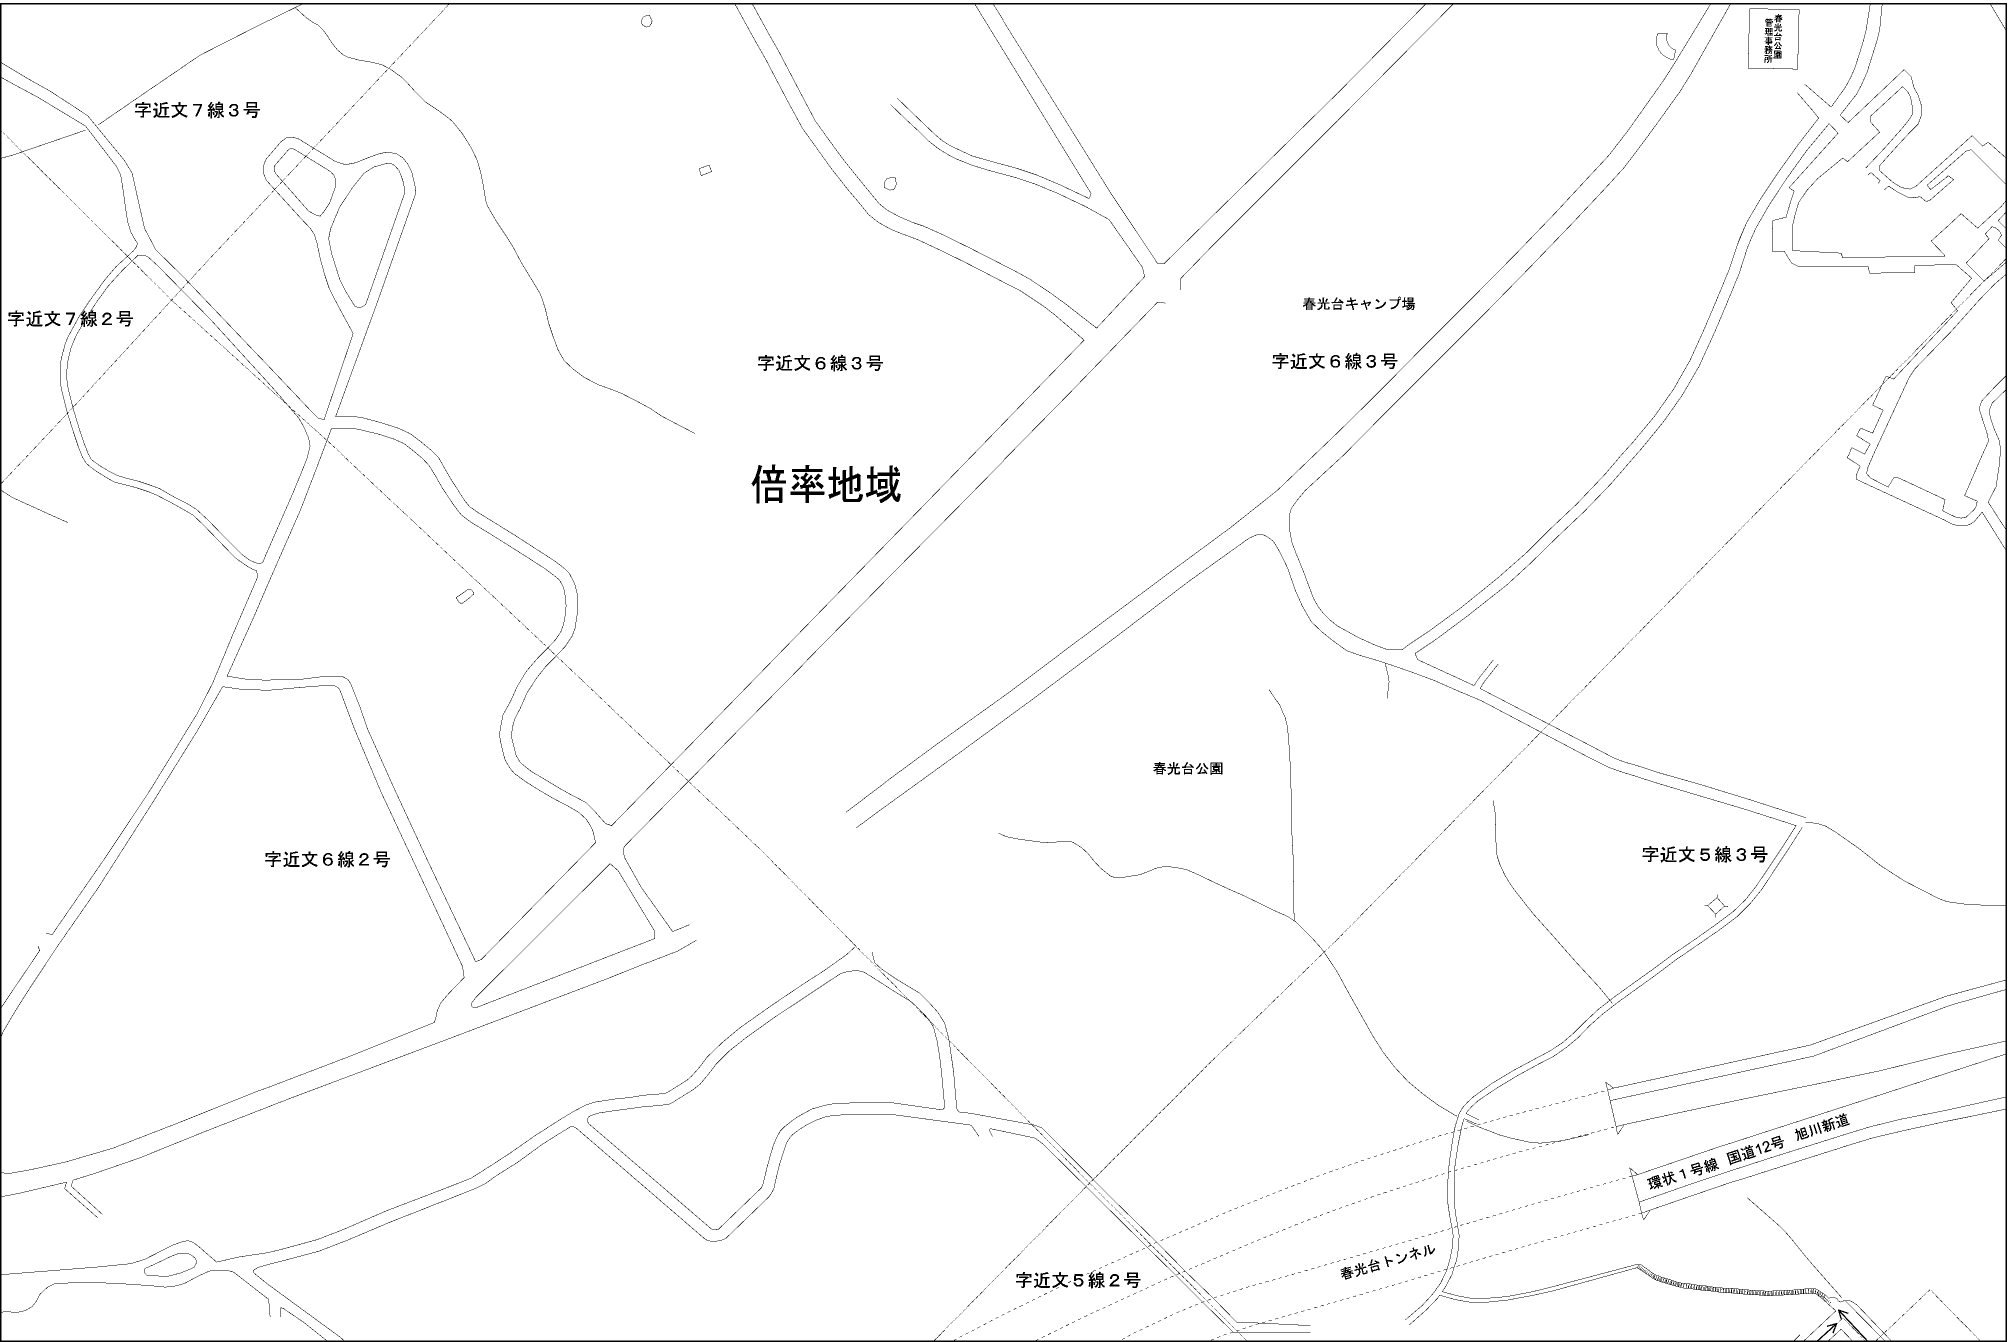 春光台公園
管理事務所
字近文７線３号
春光台キャンプ場
字近文７線２号
字近文６線３号
字近文６線３号
倍率地域
春光台公園
字近文６線２号
字近文５線３号
環状１号線　国道12号　旭川新道
春光台トンネル
字近文５線２号